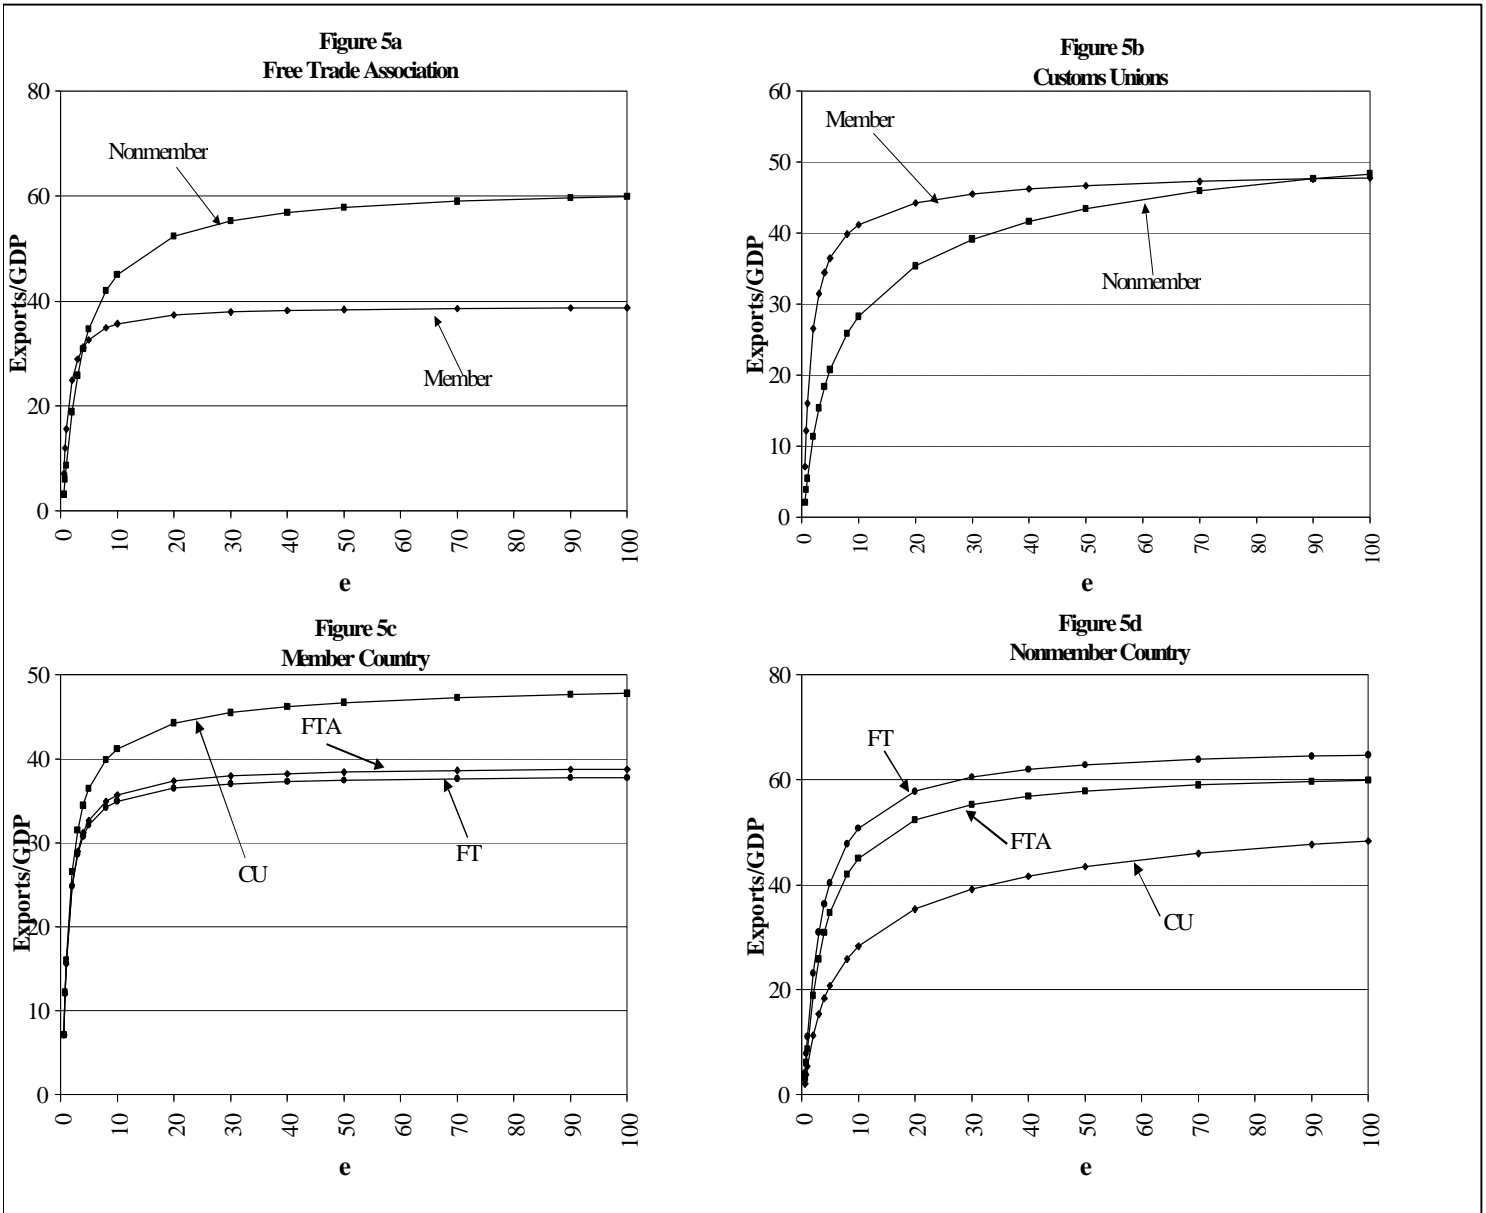 Figure 5a
Free Trade Association
Exports/GDP
80
60
40
20
0
Nonmember
Member
0 10 20 30 40 50 60 70 80 90 100
e
Figure 5b
Customs Unions
Exports/GDP
60
50
40
30
20
10
0
Member
Nonmember
0 10 20 30 40 50 60 70 80 90 100
e
Figure 5c
Member Country
Exports/GDP
50
40
30
20
10
0
FTA
FT
CU
0 10 20 30 40 50 60 70 80 90 100
e
Figure 5d
Nonmember Country
Exports/GDP
80
60
40
20
0
FT
FTA
CU
0 10 20 30 40 50 60 70 80 90 100
e